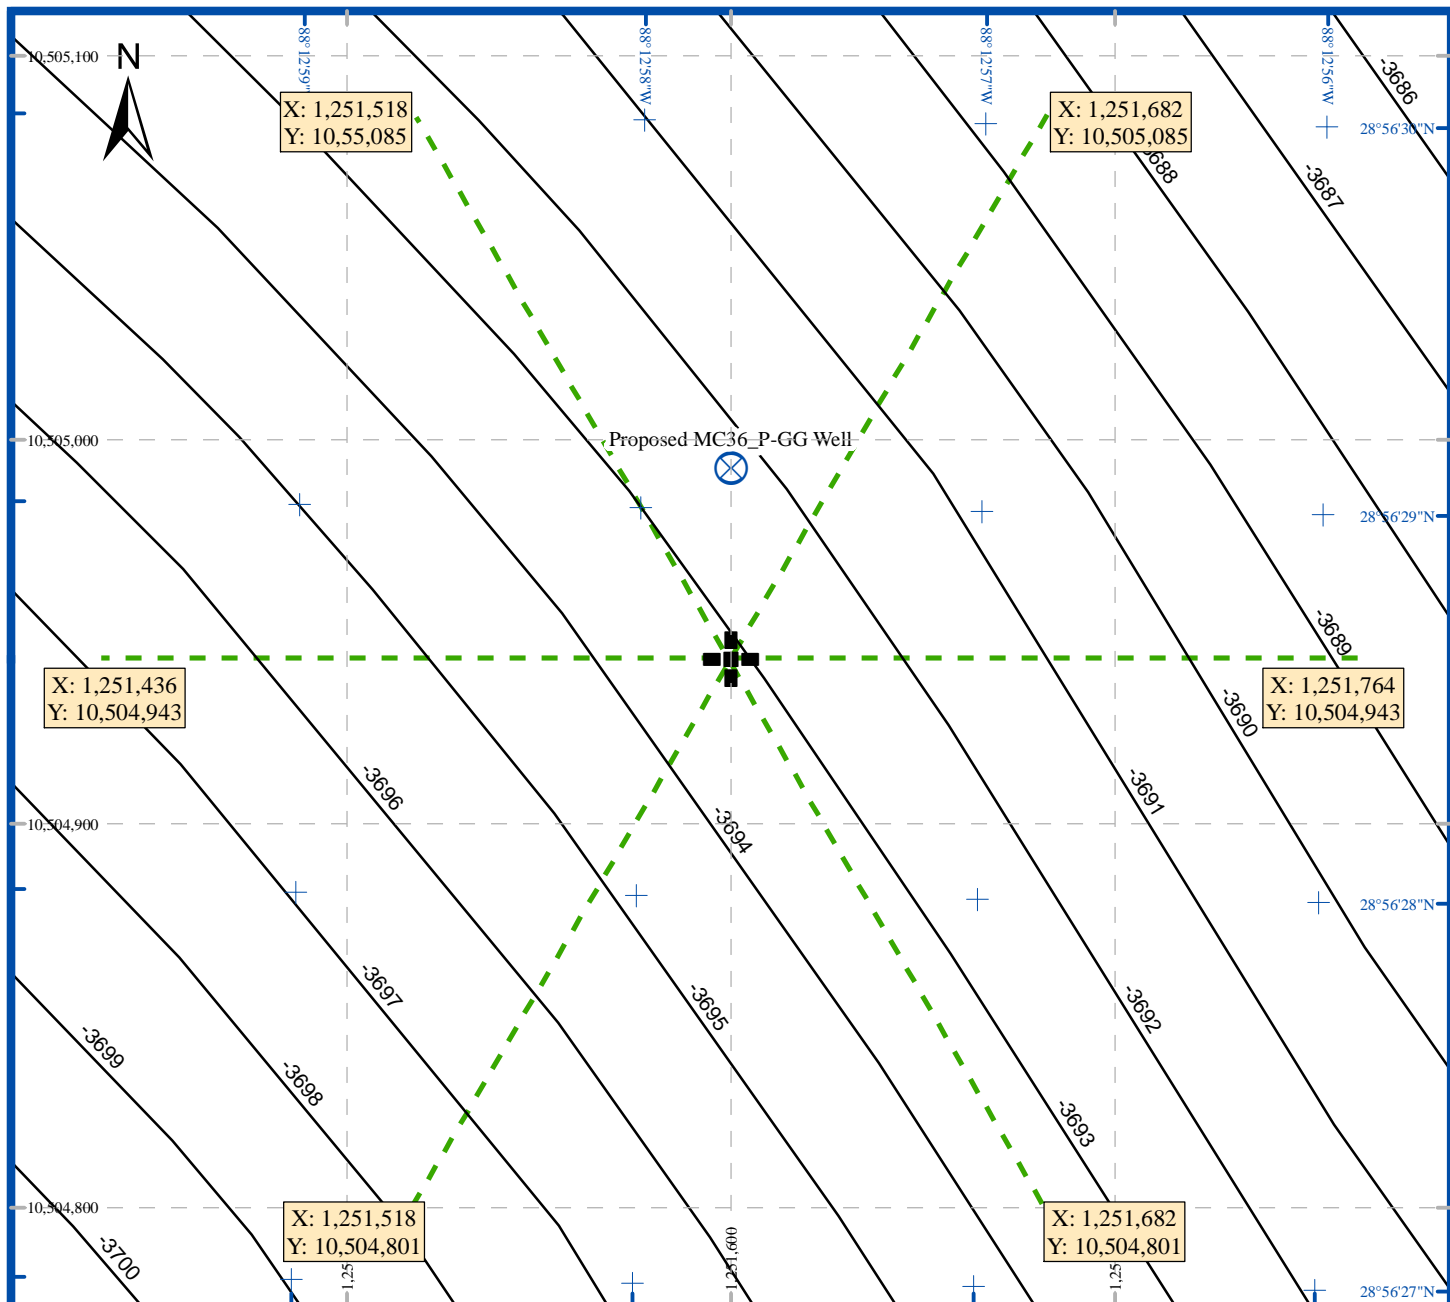 88°12'59"
88°12'58"W
88°12'57"W
88°12'56"W
N
10,505,100
-3686
X: 1,251,518
Y: 10,55,085
X: 1,251,682
Y: 10,505,085
28°56'30"N
-3688
-3687
10,505,000
Proposed MC36_P-GG Well
28°56'29"N
-3689
X: 1,251,436
Y: 10,504,943
X: 1,251,764
Y: 10,504,943
-3690
-3696
-3691
10,504,900
-3694
28°56'28"N
-3697
-3695
-3692
-3699
-3698
-3693
10,504,800
X: 1,251,518
Y: 10,504,801
X: 1,251,682
Y: 10,504,801
-3700
1,25
1,251,600
1,25
28°56'27"N